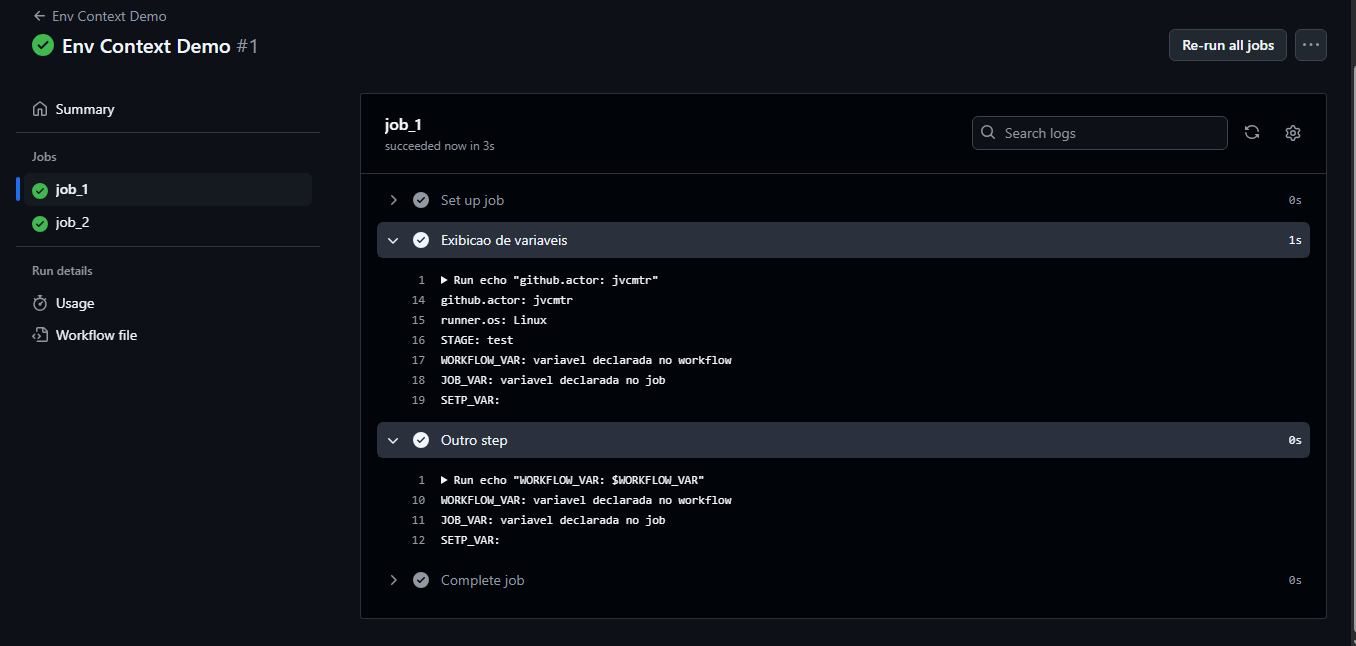 Env Context Demo
Env Context Demo #1
Re-run all jobs
Summary
Jobs
job_1
job_2
Run details
Usage
Workflow file
job_1
succeeded now in 3s
Search logs
Set up job 0s
Exibicao de variaveis 1s
1 Run echo "github.actor: jvcmtr"
14 github.actor: jvcmtr
15 runner.os: Linux
16 STAGE: test
17 WORKFLOW_VAR: variavel declarada no workflow
18 JOB_VAR: variavel declarada no job
19 SETP_VAR:
Outro step 0s
1 Run echo "WORKFLOW_VAR: $WORKFLOW_VAR"
10 WORKFLOW_VAR: variavel declarada no workflow
11 JOB_VAR: variavel declarada no job
12 SETP_VAR:
Complete job 0s